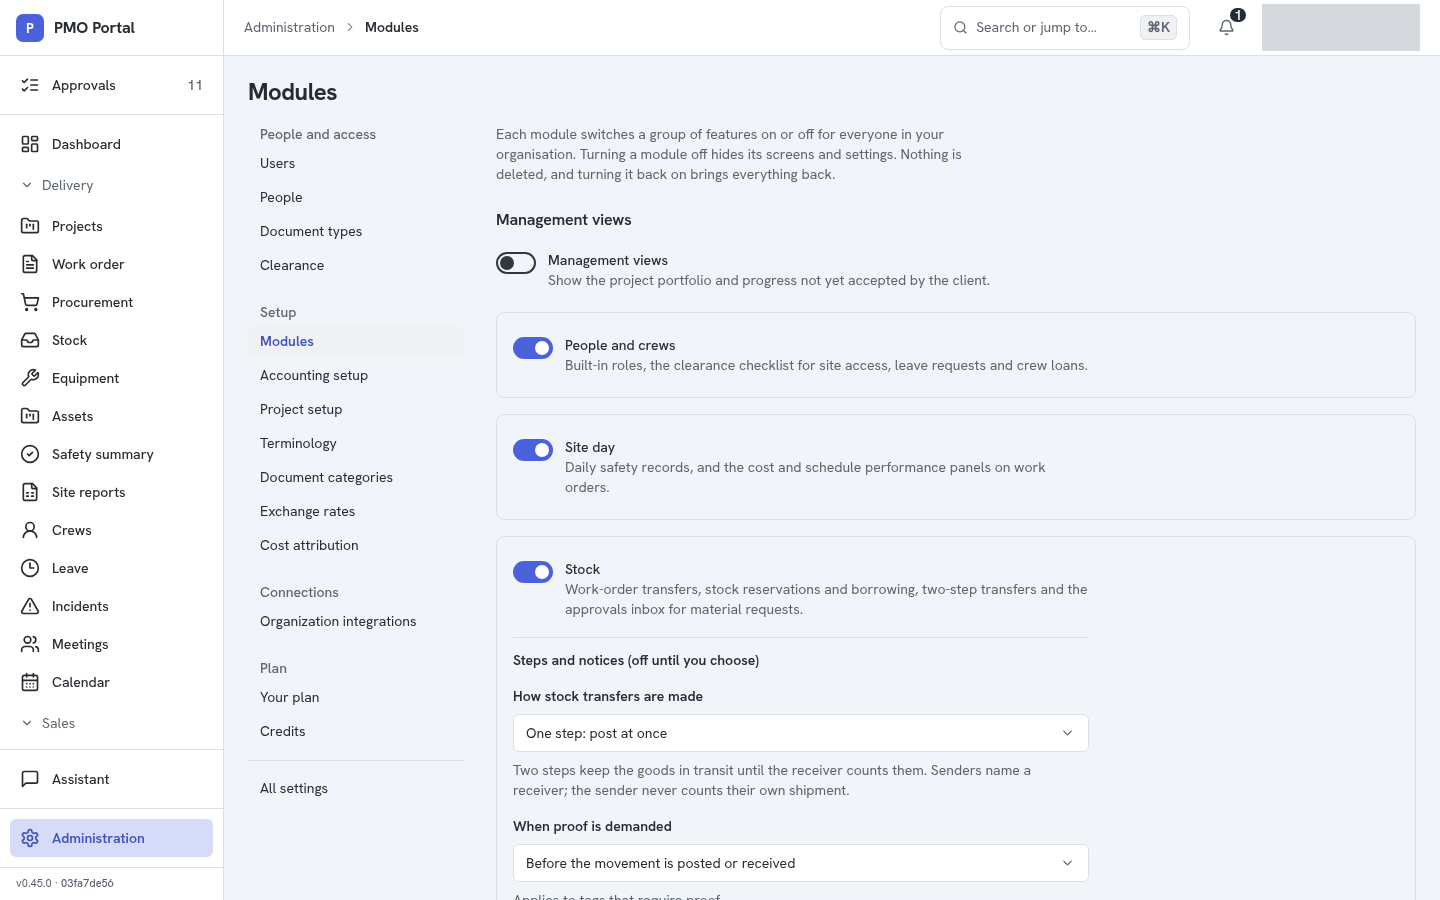 P PMO Portal
Administration > Modules
Search or jump to... ⌘K
1
Approvals 11
Dashboard
Delivery
Projects
Work order
Procurement
Stock
Equipment
Assets
Safety summary
Site reports
Crews
Leave
Incidents
Meetings
Calendar
Sales
Assistant
Administration
v0.45.0 · 03fa7de56
Modules
People and access
Users
People
Document types
Clearance
Setup
Modules
Accounting setup
Project setup
Terminology
Document categories
Exchange rates
Cost attribution
Connections
Organization integrations
Plan
Your plan
Credits
All settings
Each module switches a group of features on or off for everyone in your
organisation. Turning a module off hides its screens and settings. Nothing is
deleted, and turning it back on brings everything back.
Management views
Management views
Show the project portfolio and progress not yet accepted by the client.
People and crews
Built-in roles, the clearance checklist for site access, leave requests and crew loans.
Site day
Daily safety records, and the cost and schedule performance panels on work
orders.
Stock
Work-order transfers, stock reservations and borrowing, two-step transfers and the
approvals inbox for material requests.
Steps and notices (off until you choose)
How stock transfers are made
One step: post at once
Two steps keep the goods in transit until the receiver counts them. Senders name a
receiver; the sender never counts their own shipment.
When proof is demanded
Before the movement is posted or received
Applies to tags that require proof.